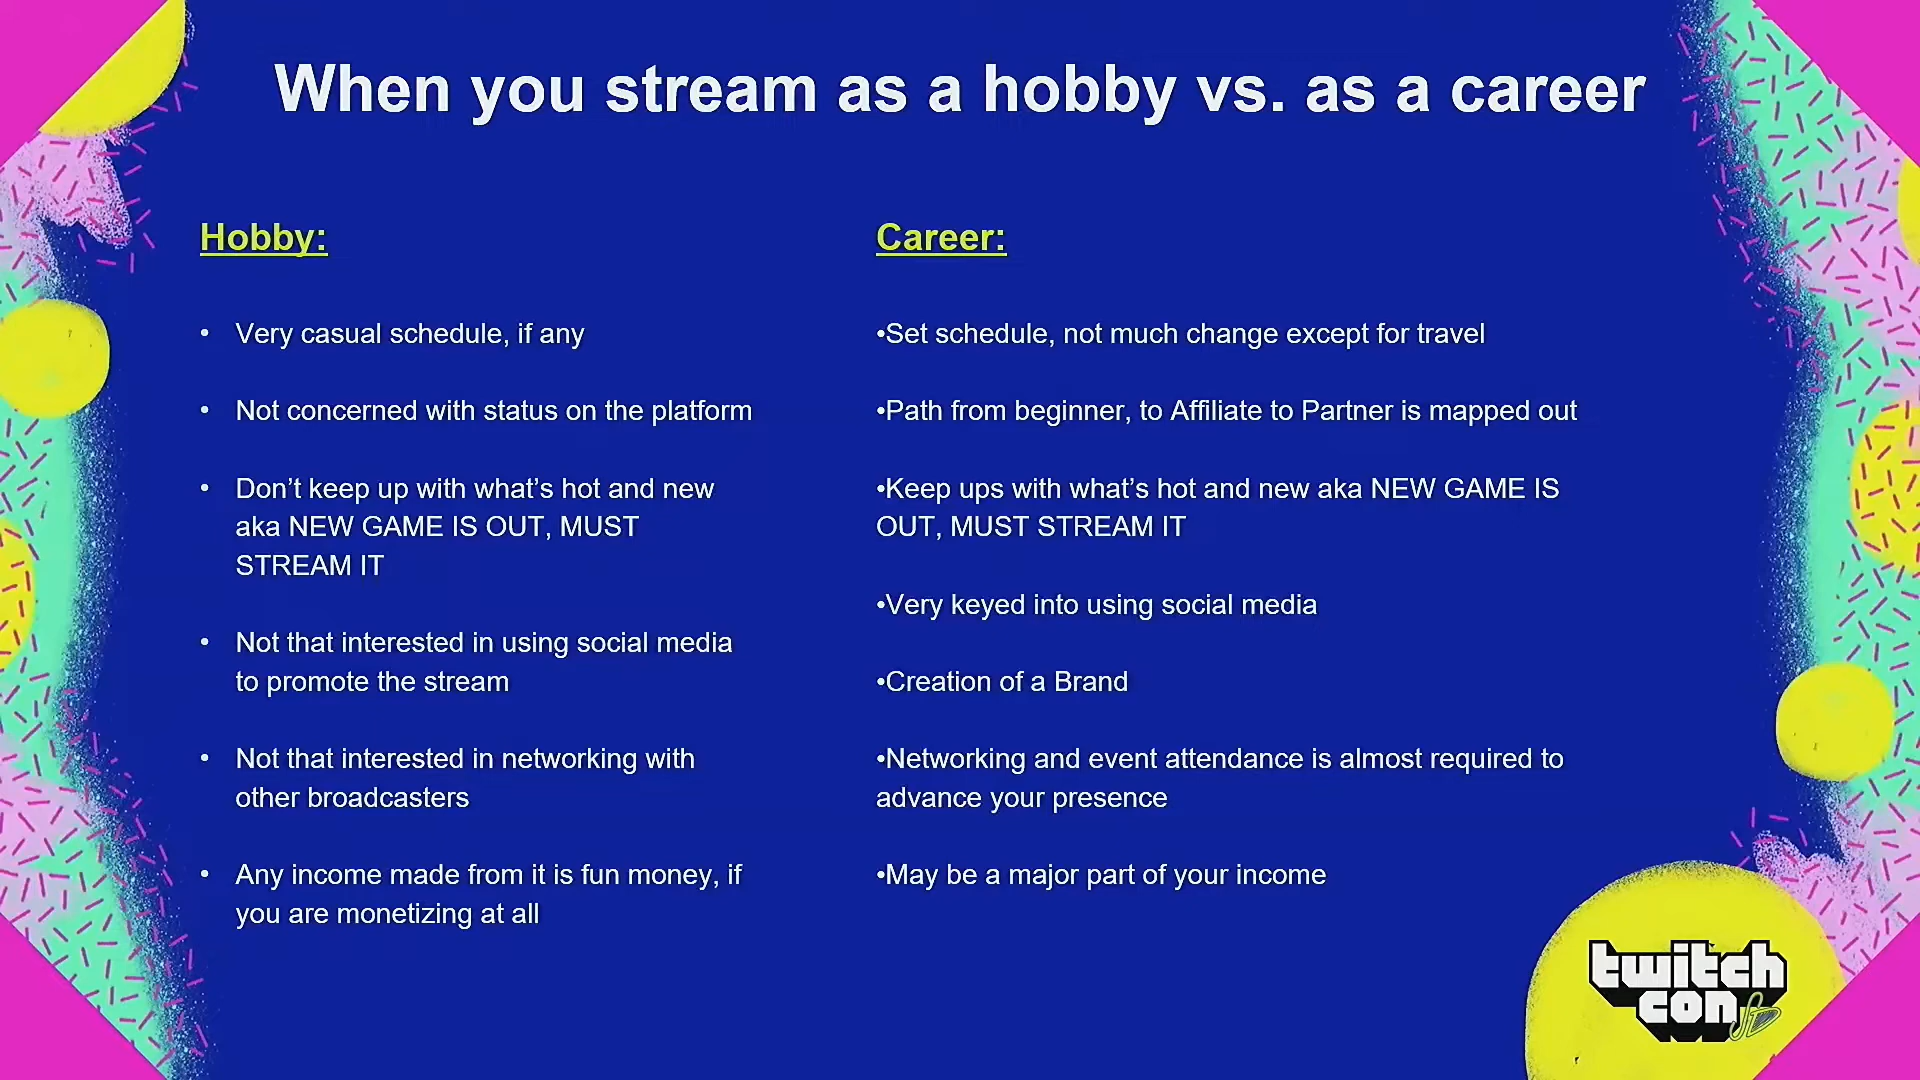 When you stream as a hobby vs. as a career
Hobby:
• Very casual schedule, if any
• Not concerned with status on the platform
• Don’t keep up with what’s hot and new
aka NEW GAME IS OUT, MUST
STREAM IT
• Not that interested in using social media
to promote the stream
• Not that interested in networking with
other broadcasters
• Any income made from it is fun money, if
you are monetizing at all
Career:
•Set schedule, not much change except for travel
•Path from beginner, to Affiliate to Partner is mapped out
•Keep ups with what’s hot and new aka NEW GAME IS
OUT, MUST STREAM IT
•Very keyed into using social media
•Creation of a Brand
•Networking and event attendance is almost required to
advance your presence
•May be a major part of your income
twitch
con